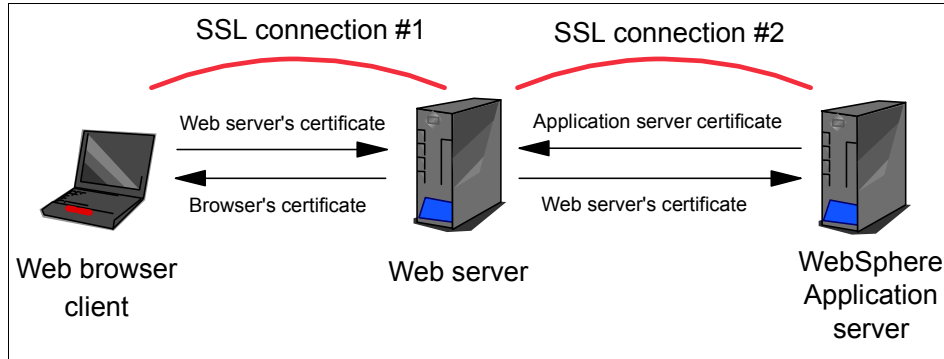 SSL connection #1
SSL connection #2
Web server's certificate
Application server certificate
Browser's certificate
Web server's certificate
Web browser
client
Web server
WebSphere
Application
server